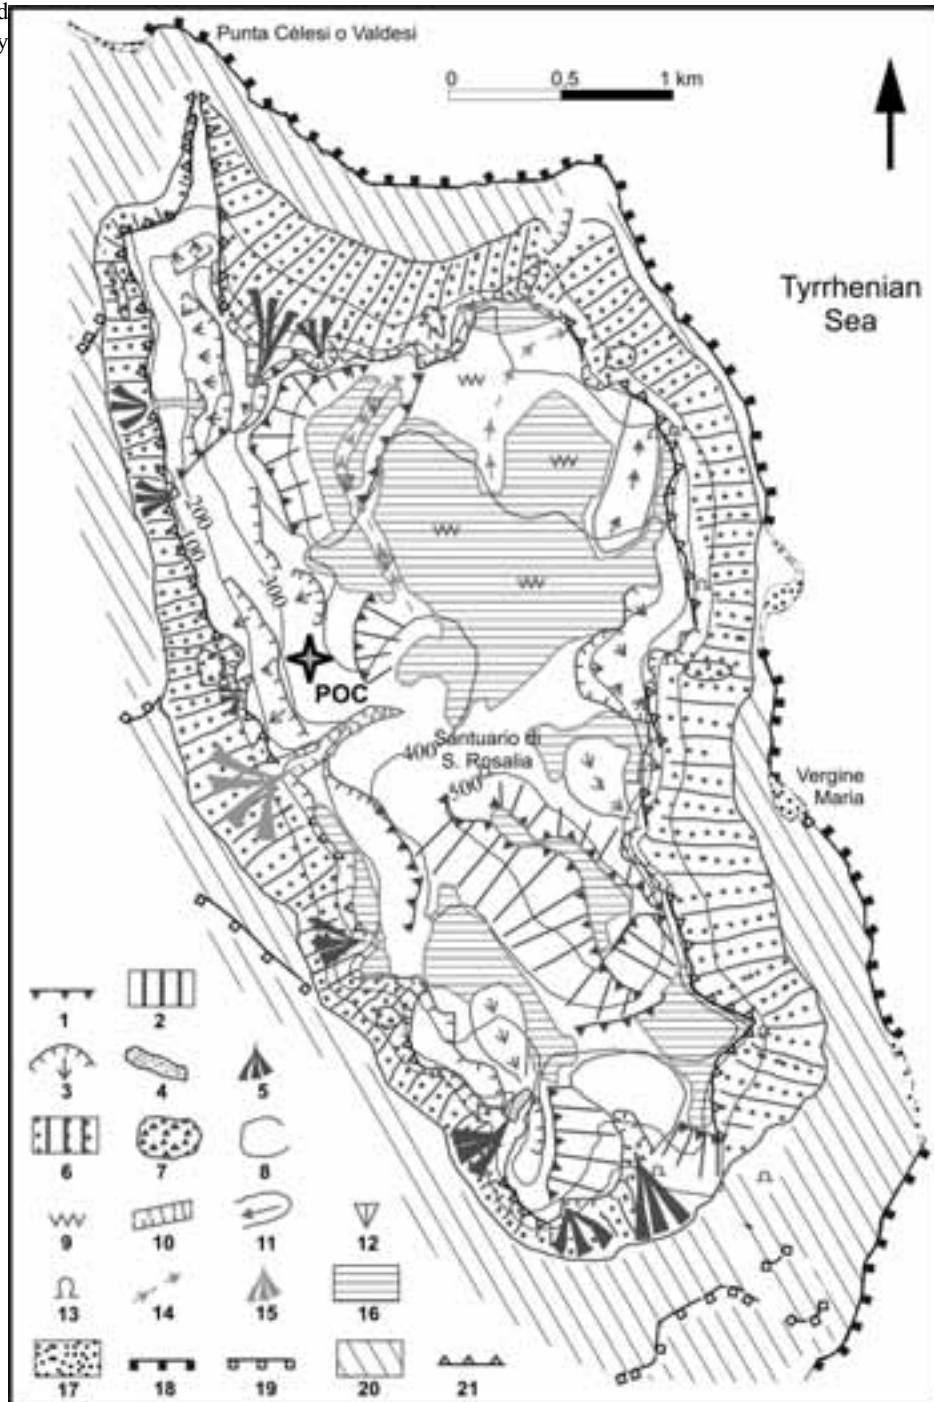 d
y
Punta Cèlesi o Valdesi
0 0,5 1 km
Tyrrhenian
Sea
200
100
300
POC
400
Santuario di
S. Rosalia
500
Vergine
Maria
1 2
3 4 5
6 7 8
9 10 11 12
13 14 15 16
17 18 19 20 21